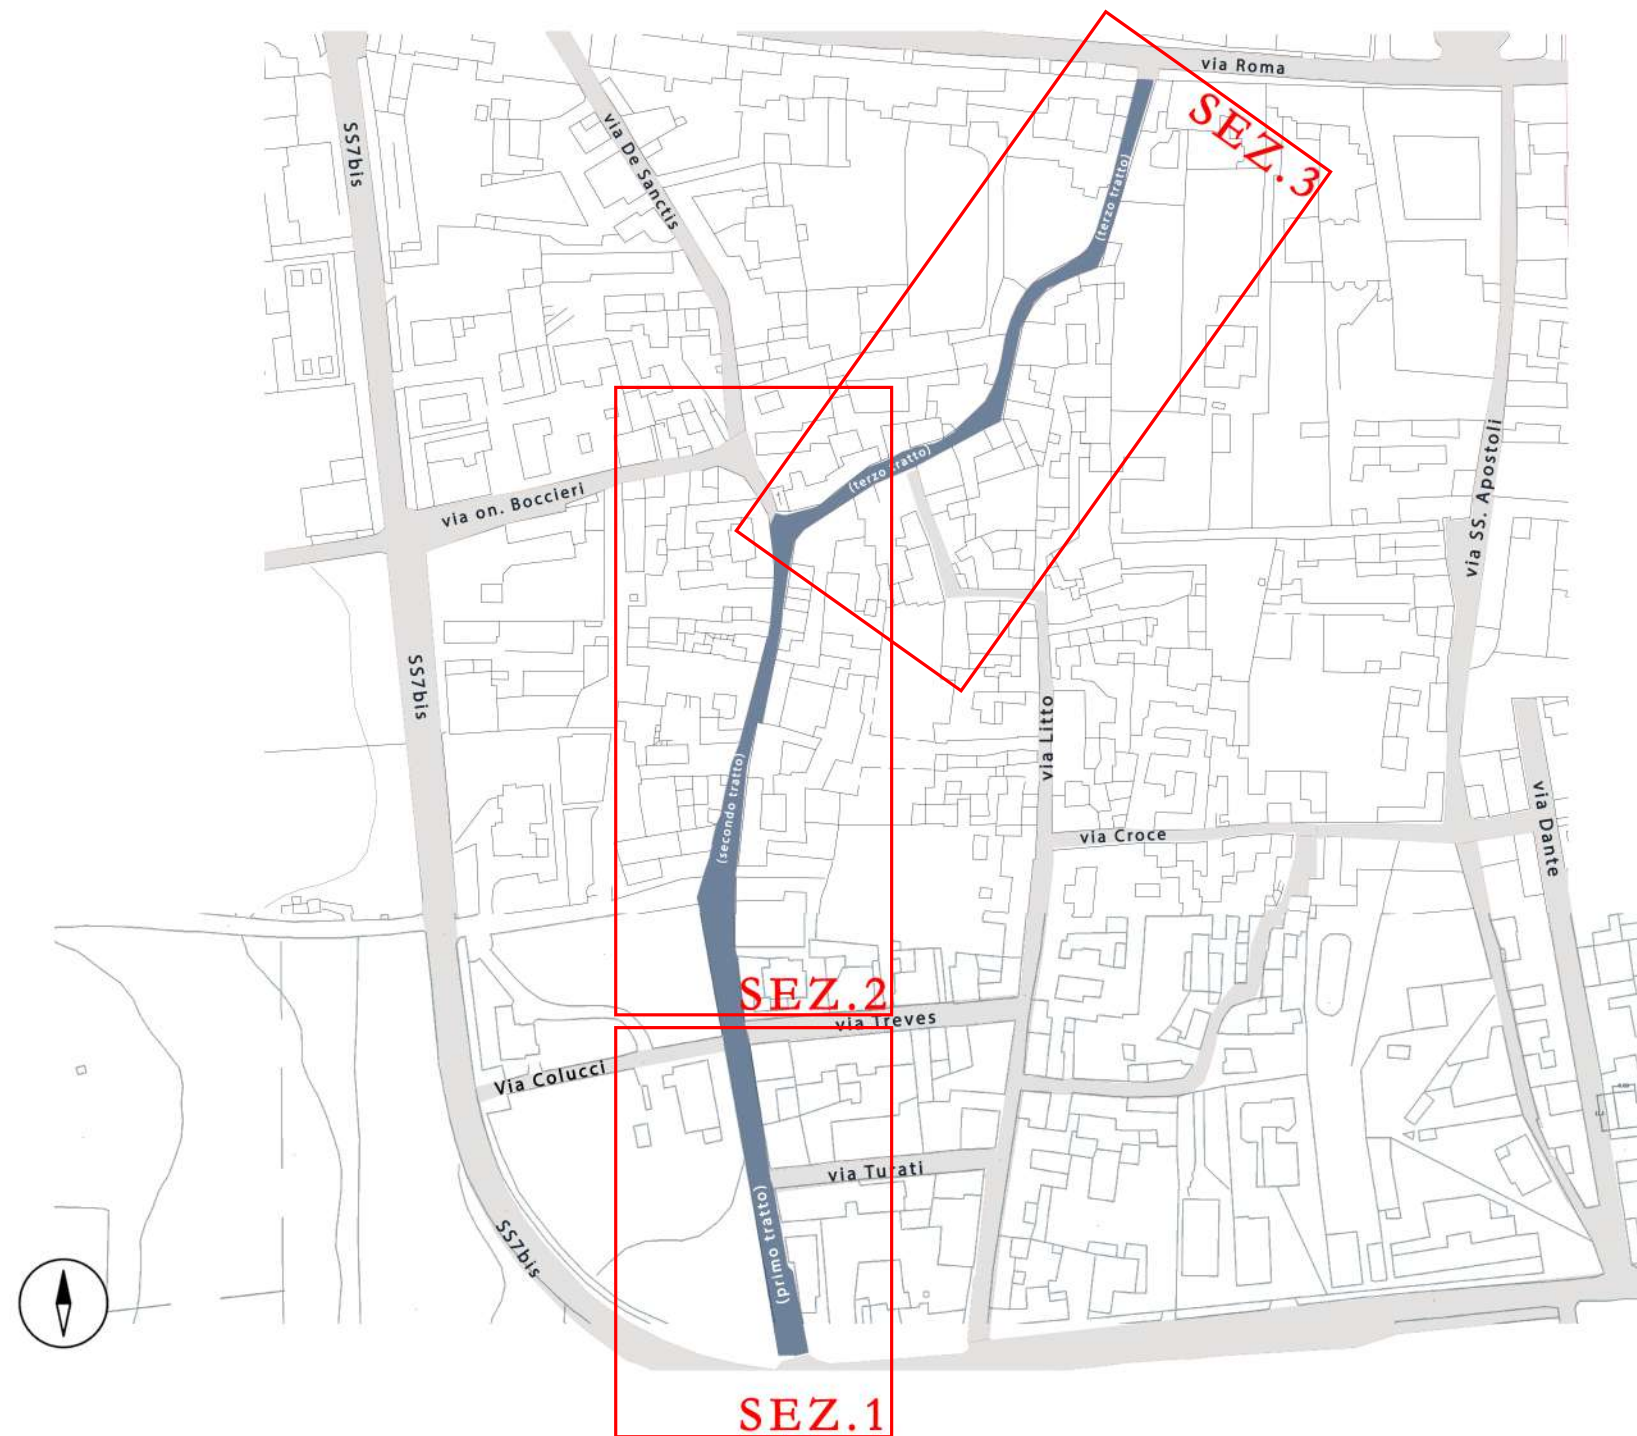 via Roma
SEZ.3
SS7bis
via De Sanctis
(terzo tratto)
via SS. Apostoli
(terzo tratto)
via on. Boccieri
SS7bis
via Litto
(secondo tratto)
via Croce
via Dante
SEZ.2
via Treves
Via Colucci
via Turati
(primo tratto)
SS7bis
SEZ.1